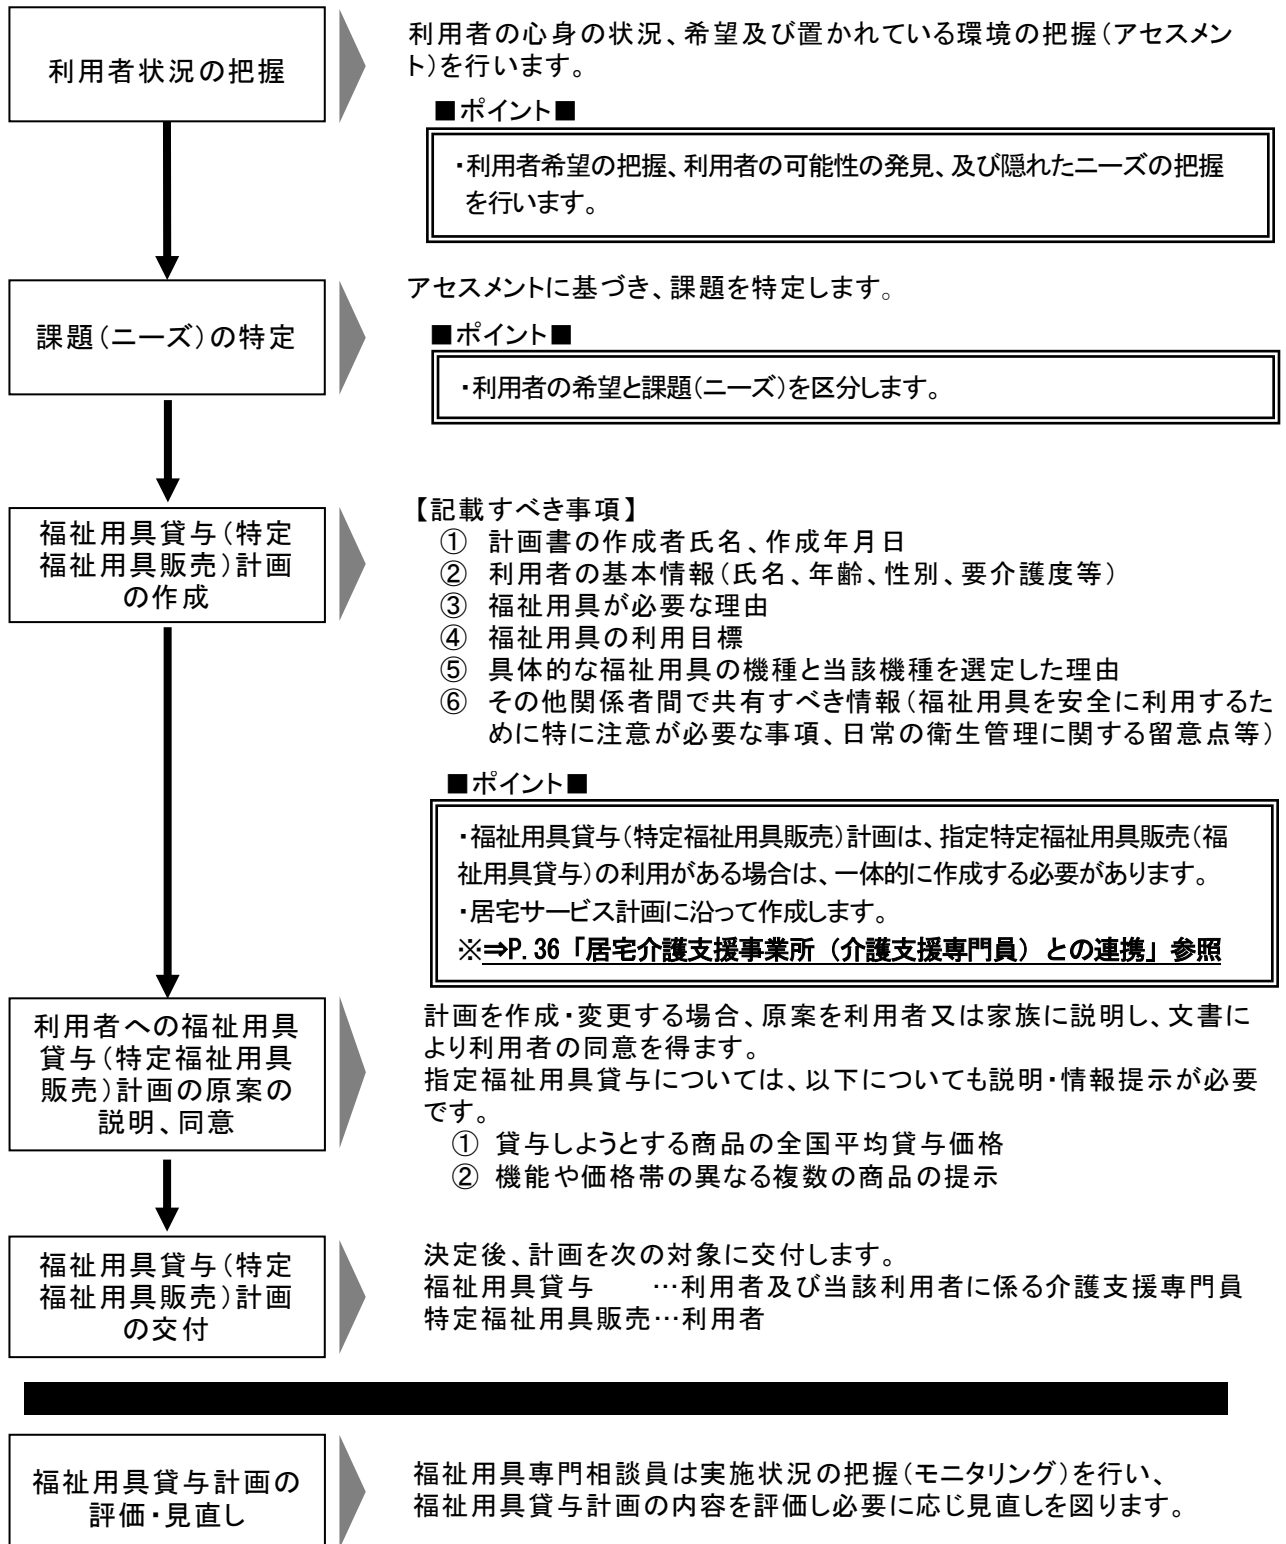 利用者状況の把握
利用者の心身の状況、希望及び置かれている環境の把握（アセスメン
ト）を行います。
■ポイント■
・利用者希望の把握、利用者の可能性の発見、及び隠れたニーズの把握
を行います。
課題（ニーズ）の特定
アセスメントに基づき、課題を特定します。
■ポイント■
・利用者の希望と課題（ニーズ）を区分します。
福祉用具貸与（特定
福祉用具販売）計画
の作成
【記載すべき事項】
① 計画書の作成者氏名、作成年月日
② 利用者の基本情報（氏名、年齢、性別、要介護度等）
③ 福祉用具が必要な理由
④ 福祉用具の利用目標
⑤ 具体的な福祉用具の機種と当該機種を選定した理由
⑥ その他関係者間で共有すべき情報（福祉用具を安全に利用するた
めに特に注意が必要な事項、日常の衛生管理に関する留意点等）
■ポイント■
・福祉用具貸与（特定福祉用具販売）計画は、指定特定福祉用具販売（福
祉用具貸与）の利用がある場合は、一体的に作成する必要があります。
・居宅サービス計画に沿って作成します。
※⇒P.36「居宅介護支援事業所（介護支援専門員）との連携」参照
利用者への福祉用具
貸与（特定福祉用具
販売）計画の原案の
説明、同意
計画を作成・変更する場合、原案を利用者又は家族に説明し、文書に
より利用者の同意を得ます。
指定福祉用具貸与については、以下についても説明・情報提示が必要
です。
① 貸与しようとする商品の全国平均貸与価格
② 機能や価格帯の異なる複数の商品の提示
福祉用具貸与（特定
福祉用具販売）計画
の交付
決定後、計画を次の対象に交付します。
福祉用具貸与　　…利用者及び当該利用者に係る介護支援専門員
特定福祉用具販売…利用者
福祉用具貸与計画の
評価・見直し
福祉用具専門相談員は実施状況の把握（モニタリング）を行い、
福祉用具貸与計画の内容を評価し必要に応じ見直しを図ります。